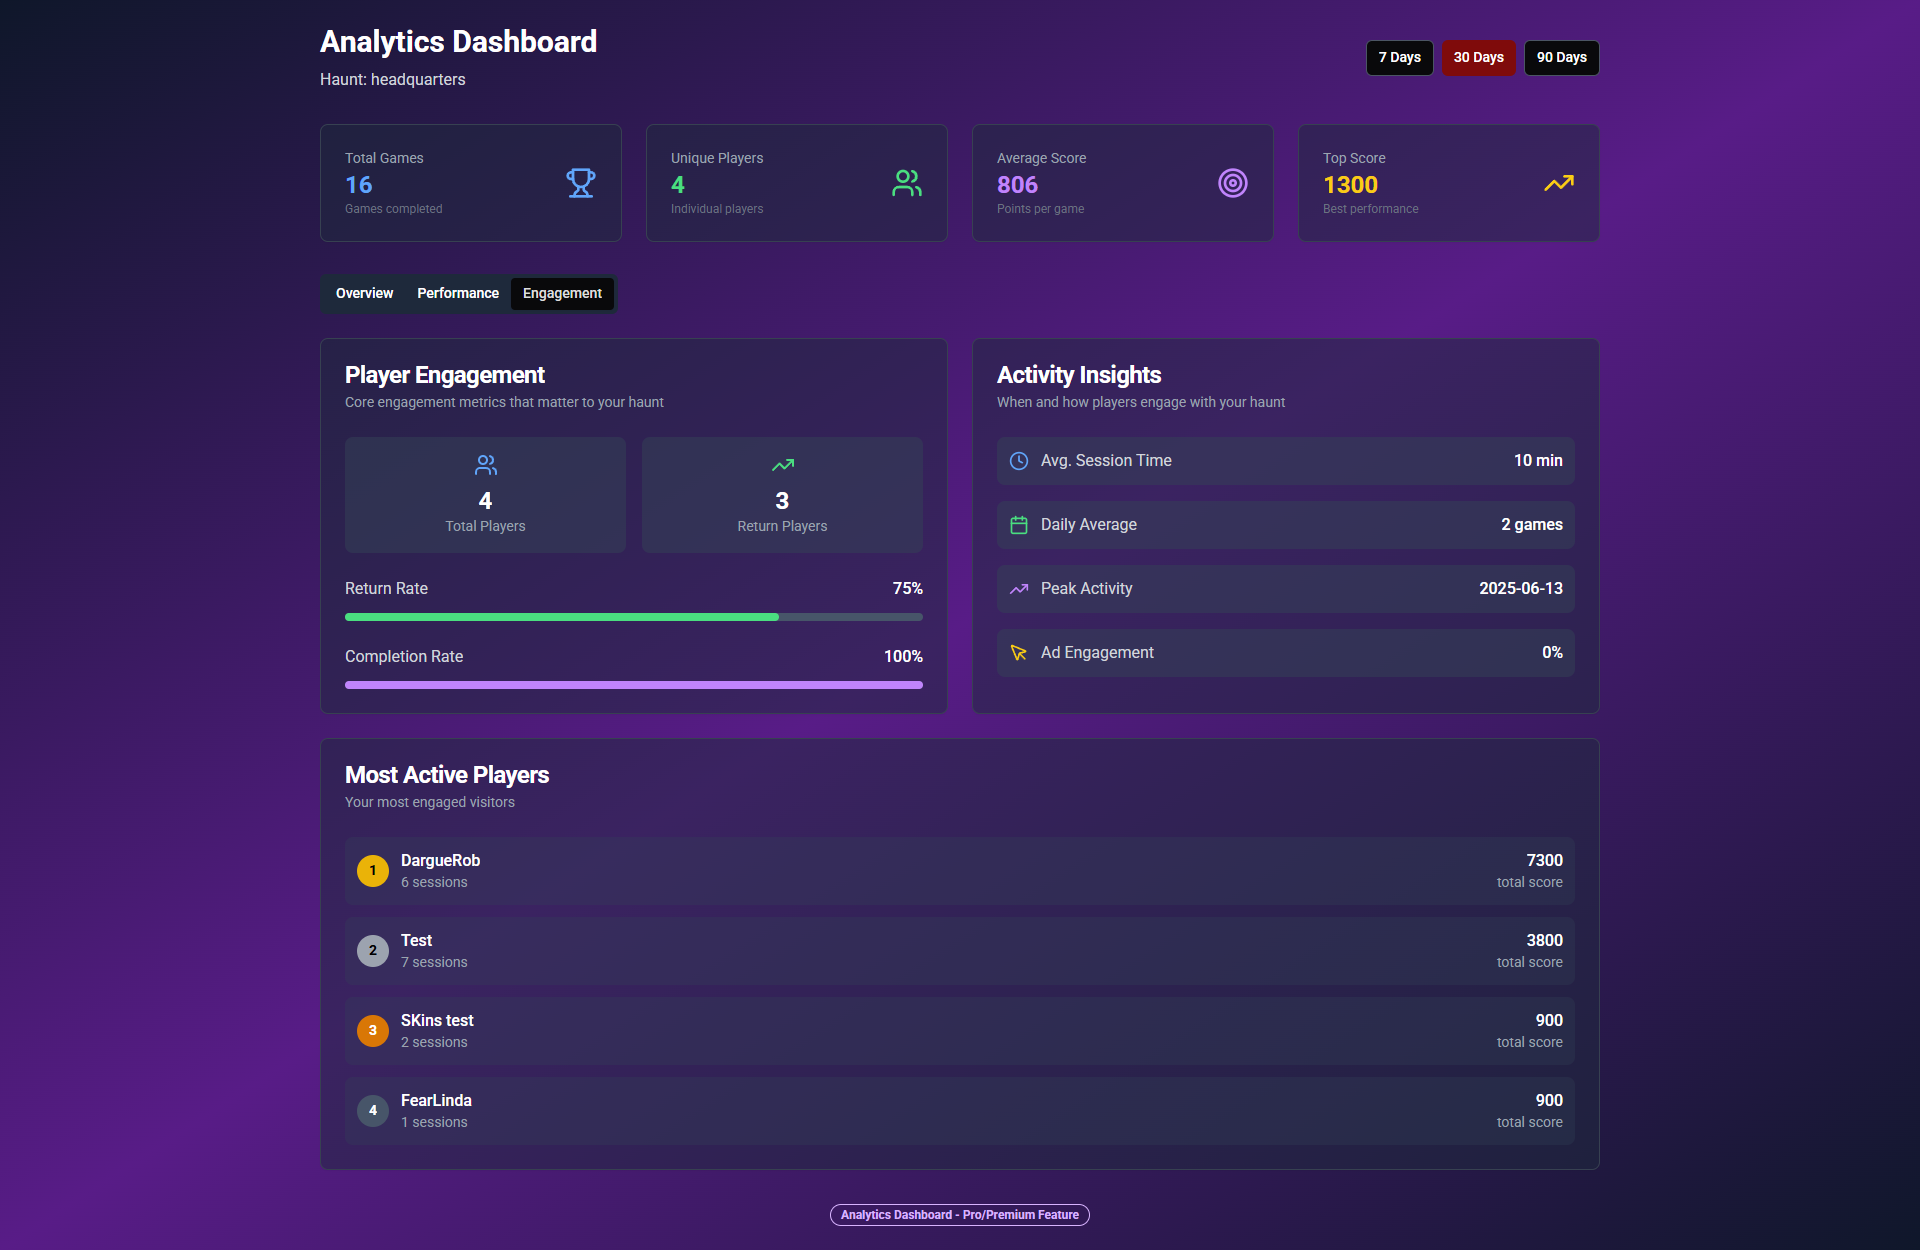 Analytics Dashboard
Haunt: headquarters
7 Days
30 Days
90 Days
Total Games
16
Games completed
Unique Players
4
Individual players
Average Score
806
Points per game
Top Score
1300
Best performance
Overview
Performance
Engagement
Player Engagement
Core engagement metrics that matter to your haunt
4
Total Players
3
Return Players
Return Rate
75%
Completion Rate
100%
Activity Insights
When and how players engage with your haunt
Avg. Session Time
10 min
Daily Average
2 games
Peak Activity
2025-06-13
Ad Engagement
0%
Most Active Players
Your most engaged visitors
1
DargueRob
6 sessions
7300
total score
2
Test
7 sessions
3800
total score
3
SKins test
2 sessions
900
total score
4
FearLinda
1 sessions
900
total score
Analytics Dashboard - Pro/Premium Feature